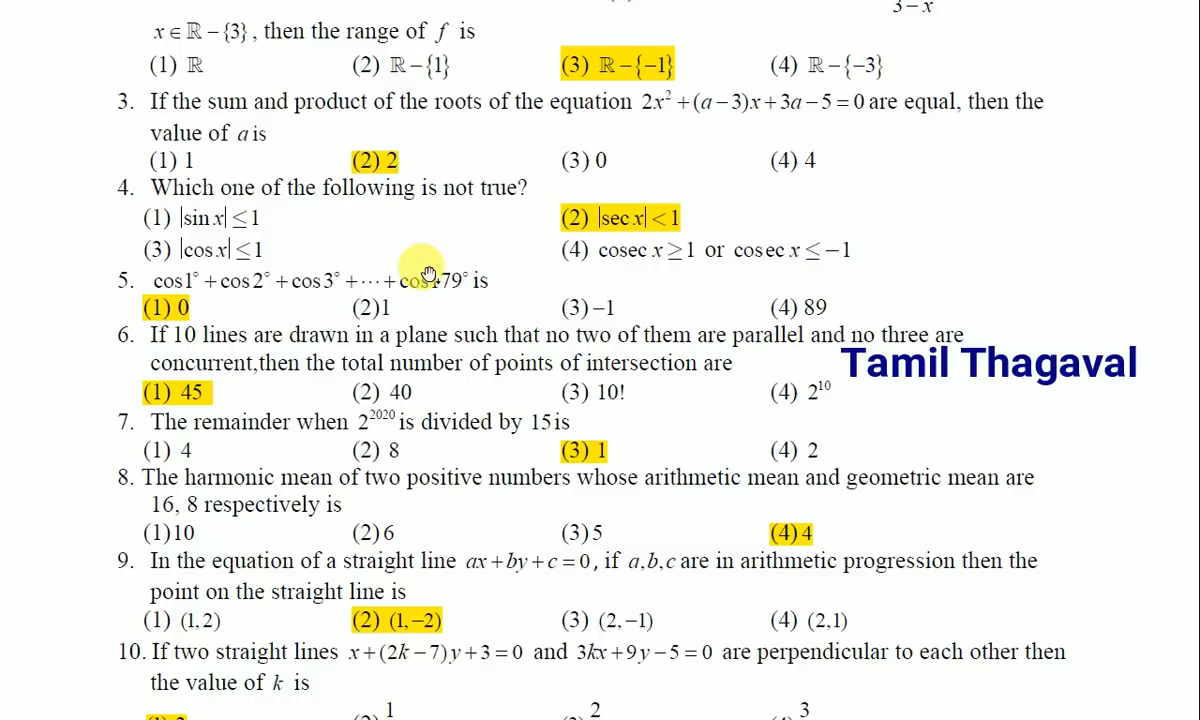 3−x
x∈ℝ−{3}, then the range of f is
(1) ℝ (2) ℝ−{1} (3) ℝ−{−1} (4) ℝ−{−3}
3. If the sum and product of the roots of the equation 2x²+(a−3)x+3a−5=0 are equal, then the
value of a is
(1) 1 (2) 2 (3) 0 (4) 4
4. Which one of the following is not true?
(1) |sin x| ≤1 (2) |sec x| <1
(3) |cos x| ≤1 (4) cosec x ≥1 or cosec x ≤−1
5. cos1° +cos2° +cos3° +⋯+cos179° is
(1) 0 (2)1 (3)−1 (4) 89
6. If 10 lines are drawn in a plane such that no two of them are parallel and no three are
concurrent,then the total number of points of intersection are
Tamil Thagaval
(1) 45 (2) 40 (3) 10! (4) 2¹⁰
7. The remainder when 2²⁰²⁰ is divided by 15 is
(1) 4 (2) 8 (3) 1 (4) 2
8. The harmonic mean of two positive numbers whose arithmetic mean and geometric mean are
16, 8 respectively is
(1)10 (2)6 (3)5 (4)4
9. In the equation of a straight line ax+by+c=0, if a,b,c are in arithmetic progression then the
point on the straight line is
(1) (1,2) (2) (1,−2) (3) (2,−1) (4) (2,1)
10. If two straight lines x+(2k−7)y+3=0 and 3kx+9y−5=0 are perpendicular to each other then
the value of k is
1 2 3